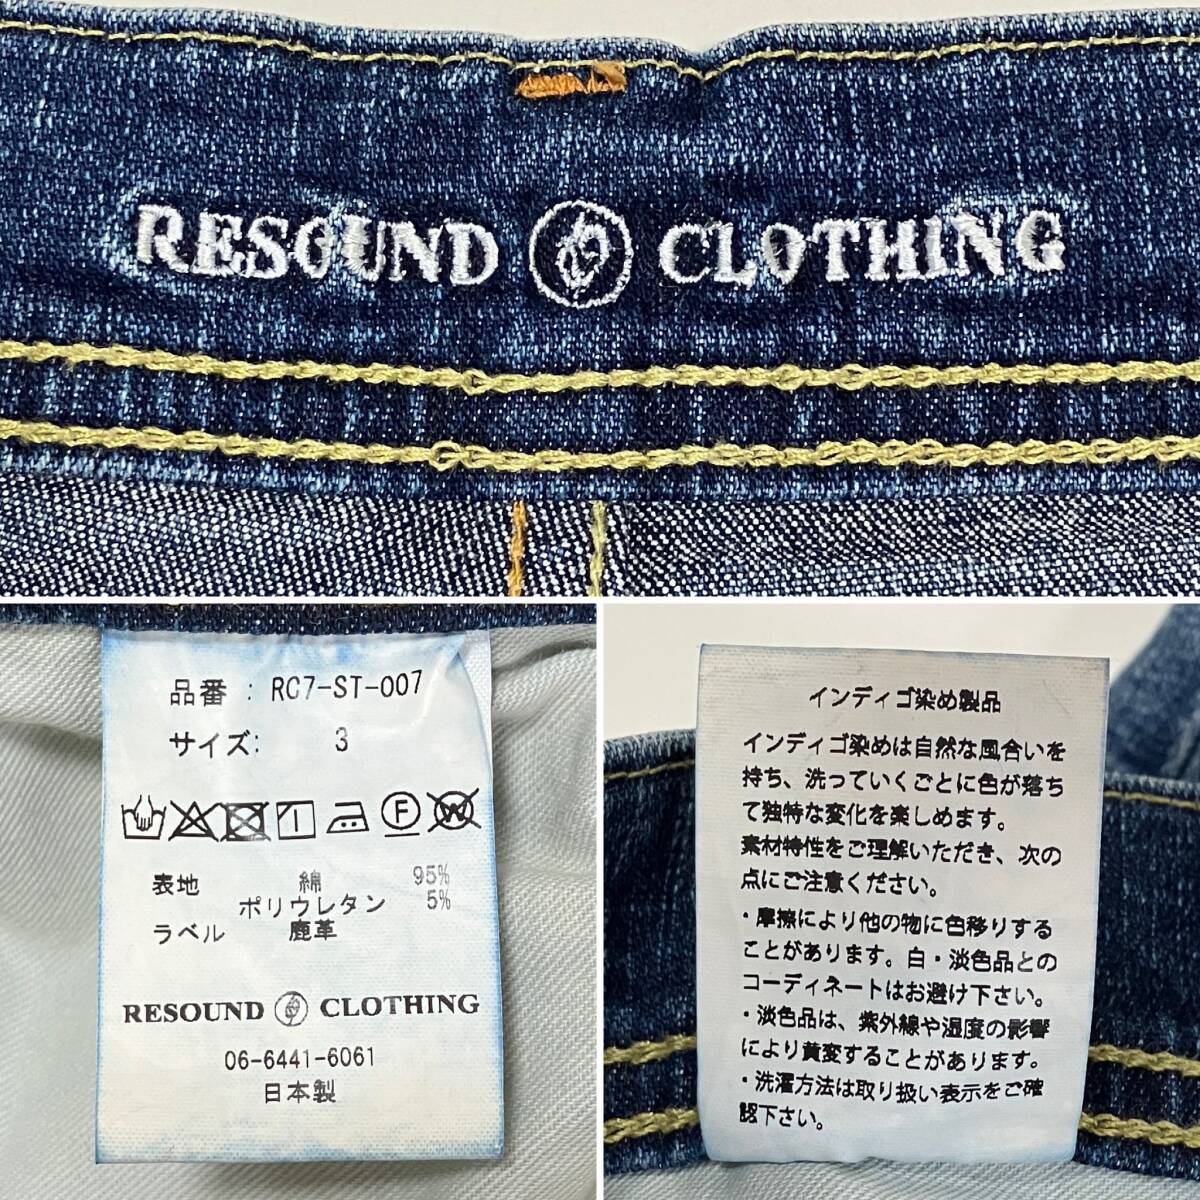 RESOUND CLOTHING
品番 : RC7-ST-007
サイズ: 3
F
W
表地 綿 95%
ポリウレタン 5%
ラベル 鹿革
RESOUND CLOTHING
06-6441-6061
日本製
インディゴ染め製品
インディゴ染めは自然な風合いを
持ち、洗っていくごとに色が落ち
て独特な変化を楽しめます。
素材特性をご理解いただき、次の
点にご注意ください。
・摩擦により他の物に色移りする
ことがあります。白・淡色品との
コーディネートはお避け下さい。
・淡色品は、紫外線や湿度の影響
により黄変することがあります。
・洗濯方法は取り扱い表示をご確
認下さい。